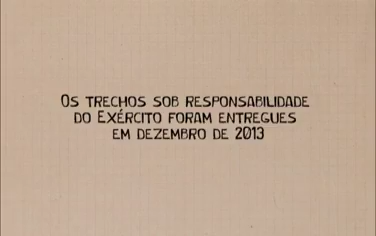 Os trechos sob responsabilidade
do Exército foram entregues
em dezembro de 2013